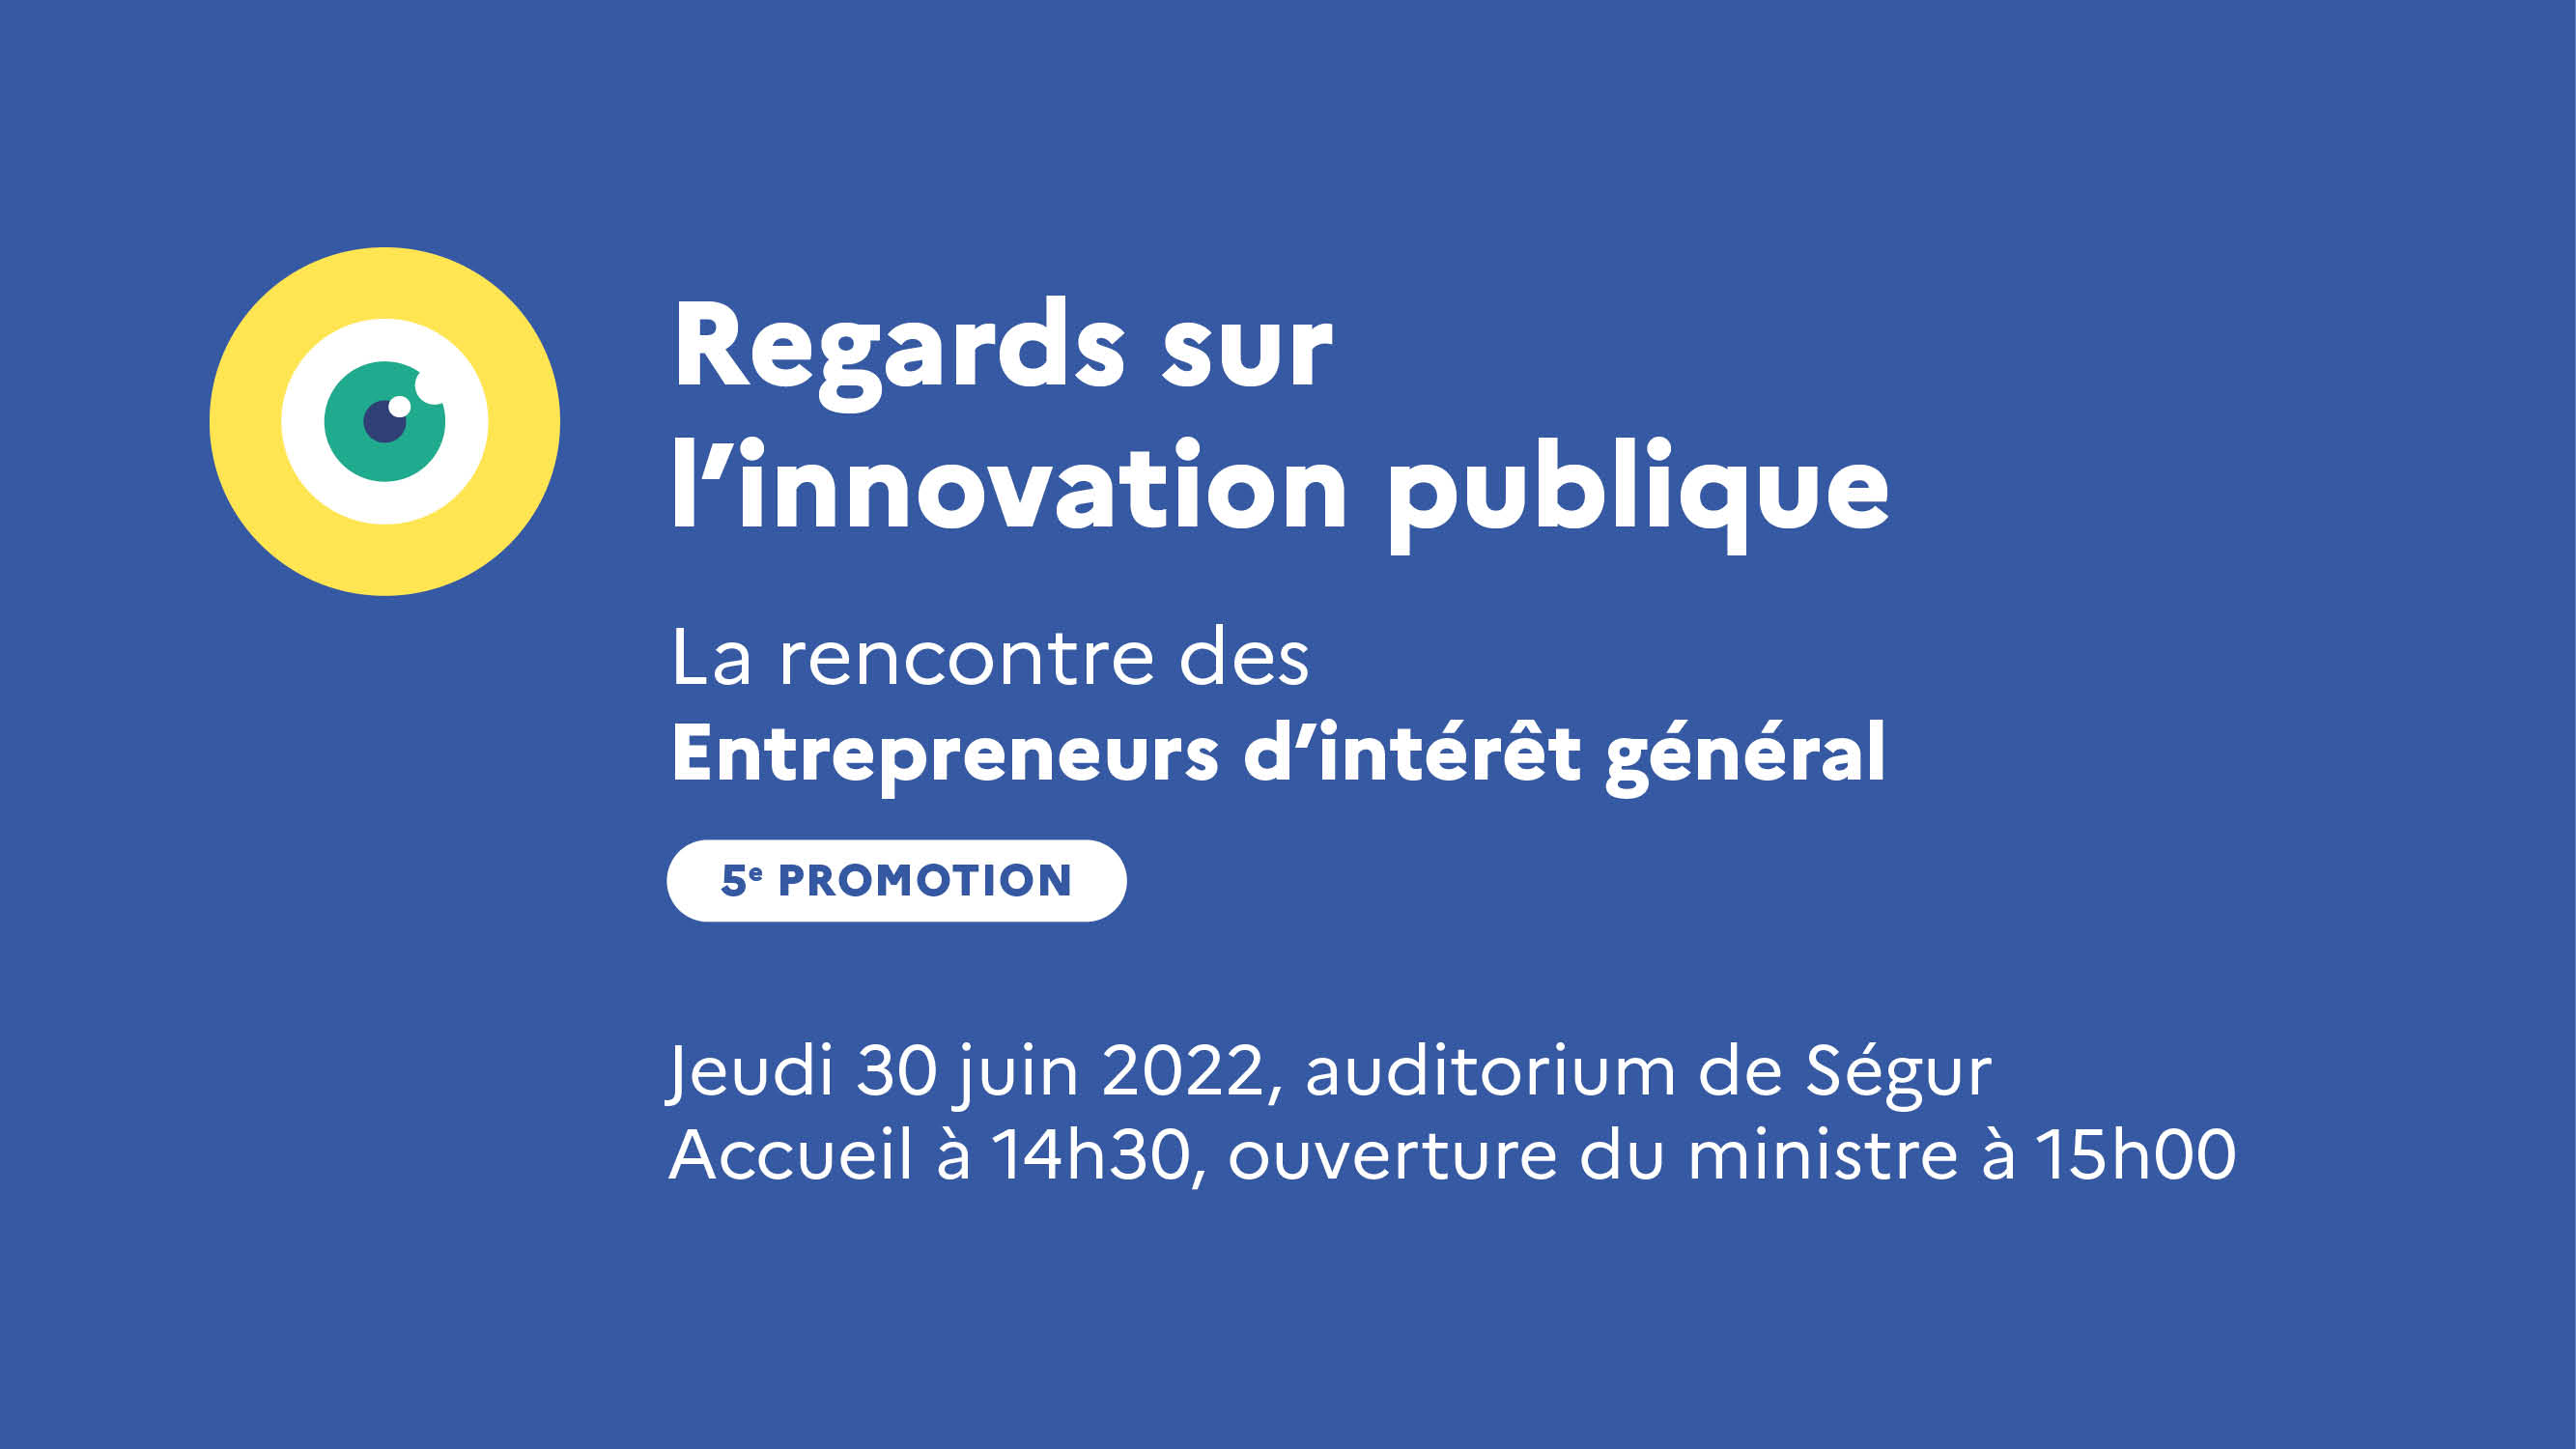 Regards sur
l’innovation publique
La rencontre des
Entrepreneurs d’intérêt général
5e PROMOTION
Jeudi 30 juin 2022, auditorium de Ségur
Accueil à 14h30, ouverture du ministre à 15h00